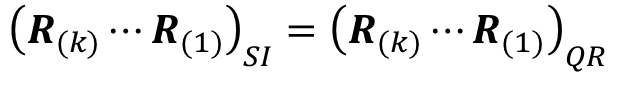 (𝑹₍ₖ₎ ⋯ 𝑹₍₁₎)_{SI} = (𝑹₍ₖ₎ ⋯ 𝑹₍₁₎)_{QR}